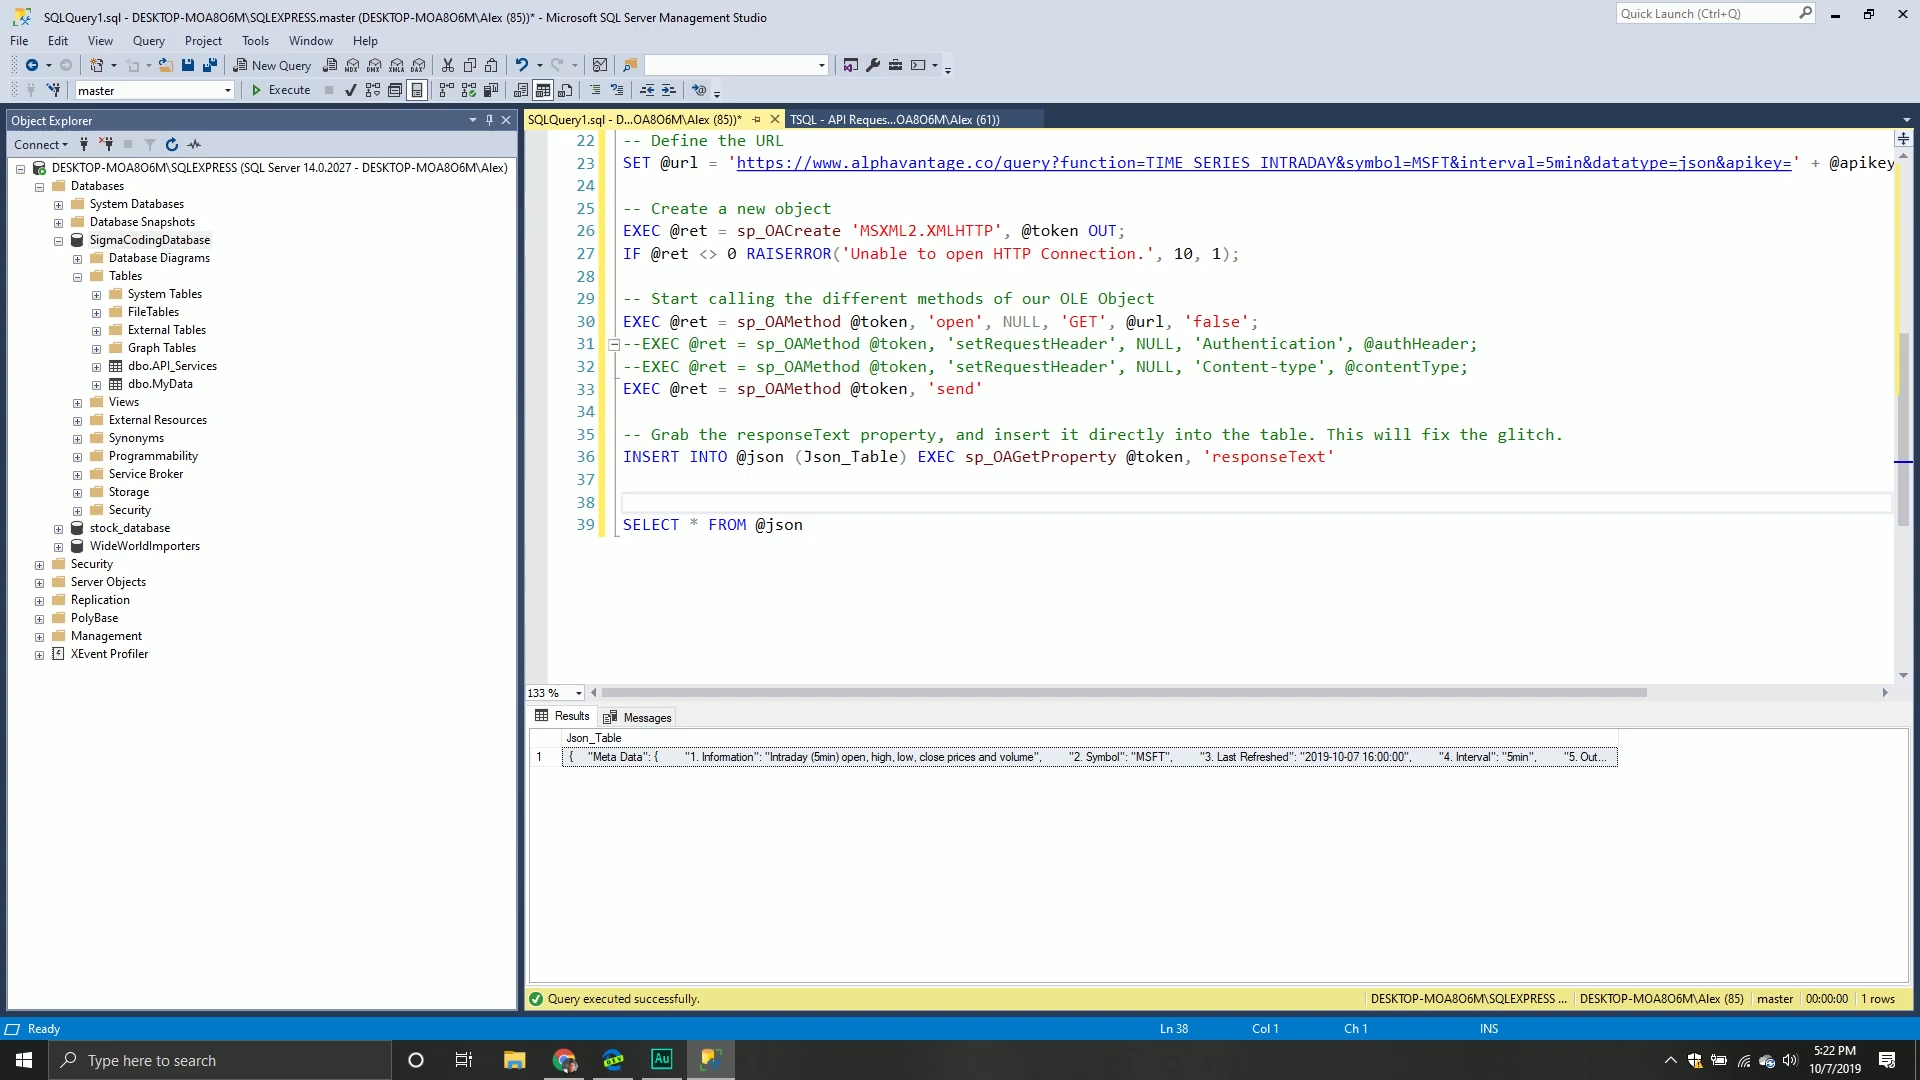 SQLQuery1.sql - DESKTOP-MOA8O6M\SQLEXPRESS.master (DESKTOP-MOA8O6M\Alex (85))* - Microsoft SQL Server Management Studio
Quick Launch (Ctrl+Q)
File Edit View Query Project Tools Window Help
New Query
MDX DMX XMLA DAX
master
Execute
Object Explorer
SQLQuery1.sql - D...OA8O6M\Alex (85))*
TSQL - API Reques...OA8O6M\Alex (61))
Connect
DESKTOP-MOA8O6M\SQLEXPRESS (SQL Server 14.0.2027 - DESKTOP-MOA8O6M\Alex)
Databases
System Databases
Database Snapshots
SigmaCodingDatabase
Database Diagrams
Tables
System Tables
FileTables
External Tables
Graph Tables
dbo.API_Services
dbo.MyData
Views
External Resources
Synonyms
Programmability
Service Broker
Storage
Security
stock_database
WideWorldImporters
Security
Server Objects
Replication
PolyBase
Management
XEvent Profiler
22 -- Define the URL
23 SET @url = 'https://www.alphavantage.co/query?function=TIME_SERIES_INTRADAY&symbol=MSFT&interval=5min&datatype=json&apikey=' + @apikey
24
25 -- Create a new object
26 EXEC @ret = sp_OACreate 'MSXML2.XMLHTTP', @token OUT;
27 IF @ret <> 0 RAISERROR('Unable to open HTTP Connection.', 10, 1);
28
29 -- Start calling the different methods of our OLE Object
30 EXEC @ret = sp_OAMethod @token, 'open', NULL, 'GET', @url, 'false';
31 --EXEC @ret = sp_OAMethod @token, 'setRequestHeader', NULL, 'Authentication', @authHeader;
32 --EXEC @ret = sp_OAMethod @token, 'setRequestHeader', NULL, 'Content-type', @contentType;
33 EXEC @ret = sp_OAMethod @token, 'send'
34
35 -- Grab the responseText property, and insert it directly into the table. This will fix the glitch.
36 INSERT INTO @json (Json_Table) EXEC sp_OAGetProperty @token, 'responseText'
37
38
39 SELECT * FROM @json
133 %
Results Messages
Json_Table
1 { "Meta Data": { "1. Information": "Intraday (5min) open, high, low, close prices and volume", "2. Symbol": "MSFT", "3. Last Refreshed": "2019-10-07 16:00:00", "4. Interval": "5min", "5. Out...
Query executed successfully.
DESKTOP-MOA8O6M\SQLEXPRESS ... DESKTOP-MOA8O6M\Alex (85) master 00:00:00 1 rows
Ready Ln 38 Col 1 Ch 1 INS
Type here to search
DEV
Au
5:22 PM
10/7/2019